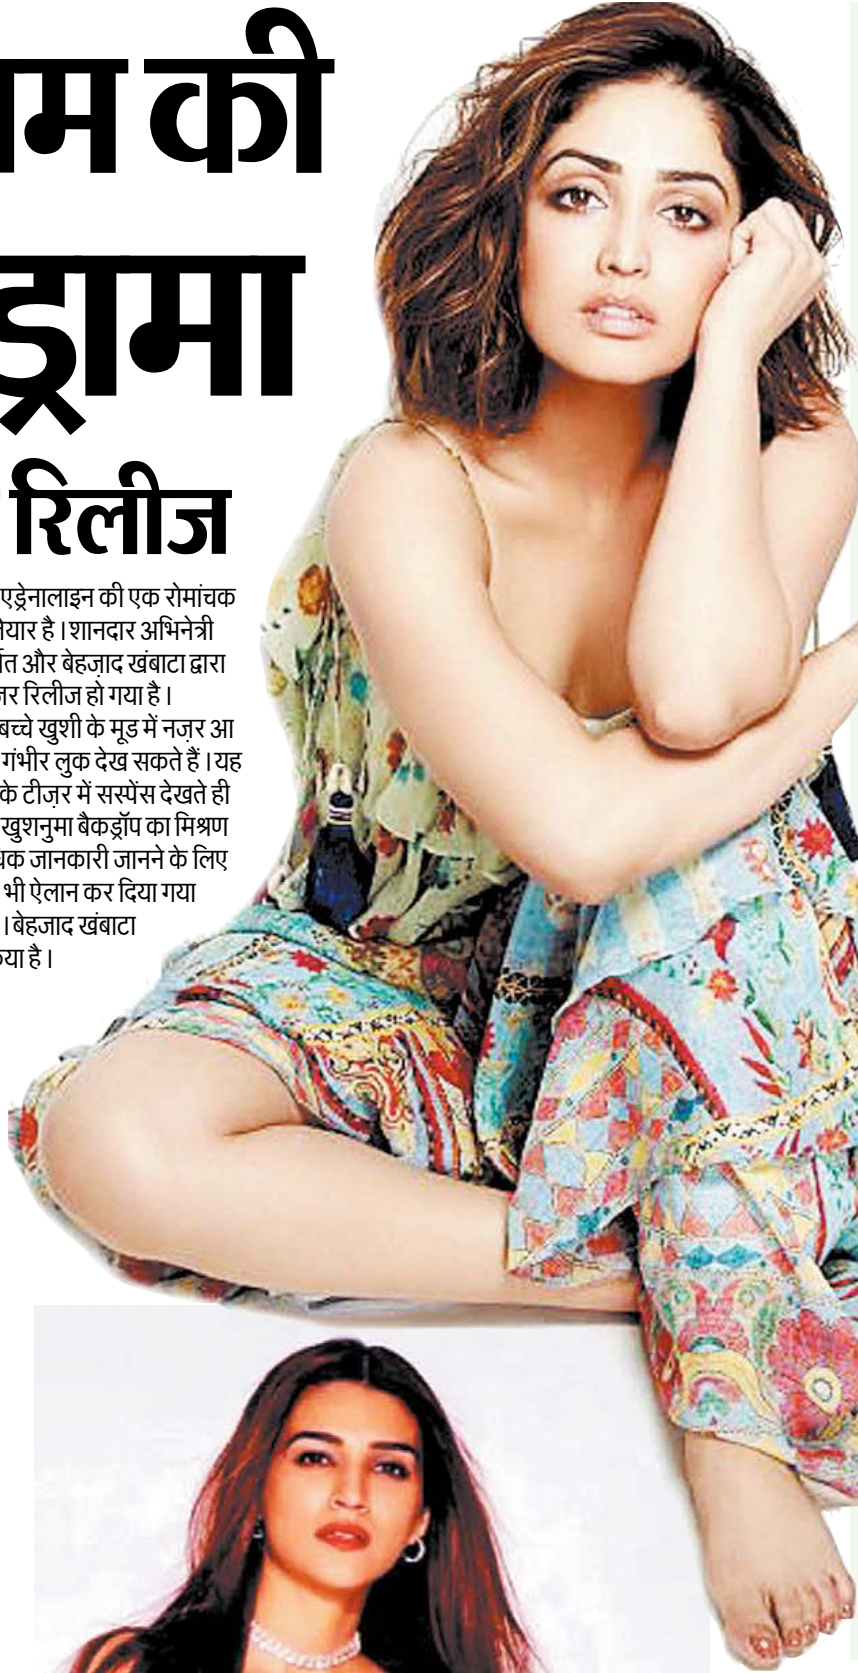 म की
ड्रामा
रिलीज
एड्रेनालाइन की एक रोमांचक
है। शानदार अभिनेत्री
और बेहज़ाद खंबाटा द्वारा
रिलीज हो गया है।
बच्चे खुशी के मूड में नज़र आ
गंभीर लुक देख सकते हैं। यह
के टीज़र में सस्पेंस देखते ही
खुशनुमा बैकड्रॉप का मिश्रण
जानकारी जानने के लिए
भी ऐलान कर दिया गया
। बेहजाद खंबाटा
है।